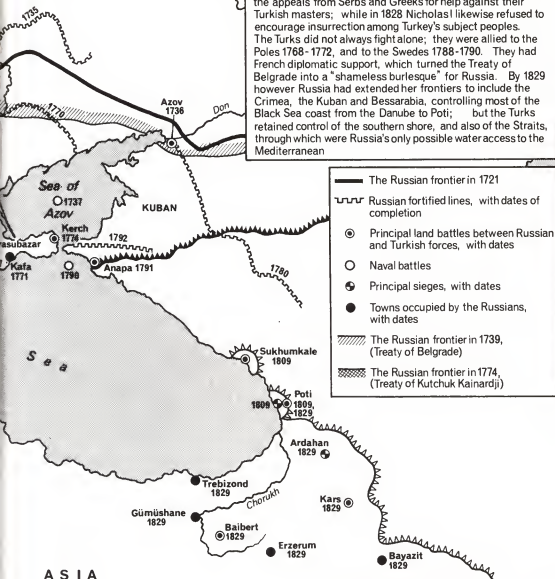 the appeals from Serbs and Greeks for help against their
Turkish masters; while in 1828 Nicholas I likewise refused to
encourage insurrection among Turkey's subject peoples.
The Turks did not always fight alone; they were allied to the
Poles 1768-1772, and to the Swedes 1788-1790. They had
French diplomatic support, which turned the Treaty of
Belgrade into a "shameless burlesque" for Russia. By 1829
however Russia had extended her frontiers to include the
Crimea, the Kuban and Bessarabia, controlling most of the
Black Sea coast from the Danube to Poti; but the Turks
retained control of the southern shore, and also of the Straits,
through which were Russia's only possible water access to the
Mediterranean
The Russian frontier in 1721
Russian fortified lines, with dates of
completion
Principal land battles between Russian
and Turkish forces, with dates
Naval battles
Principal sieges, with dates
Towns occupied by the Russians,
with dates
The Russian frontier in 1739,
(Treaty of Belgrade)
The Russian frontier in 1774,
(Treaty of Kutchuk Kainardji)
1735
1770
Azov
1736
Don
Sea of
1737
Azov
KUBAN
Kerch
1774
1792
asubazar
Kafa
1771
1790
Anapa 1791
1780
Sea
Sukhumkale
1809
1809
Poti
1809,
1829
Ardahan
1829
Trebizond
1829
Chorukh
Kars
1829
Gümüshane
1829
Baibert
1829
Erzerum
1829
Bayazit
1829
ASIA